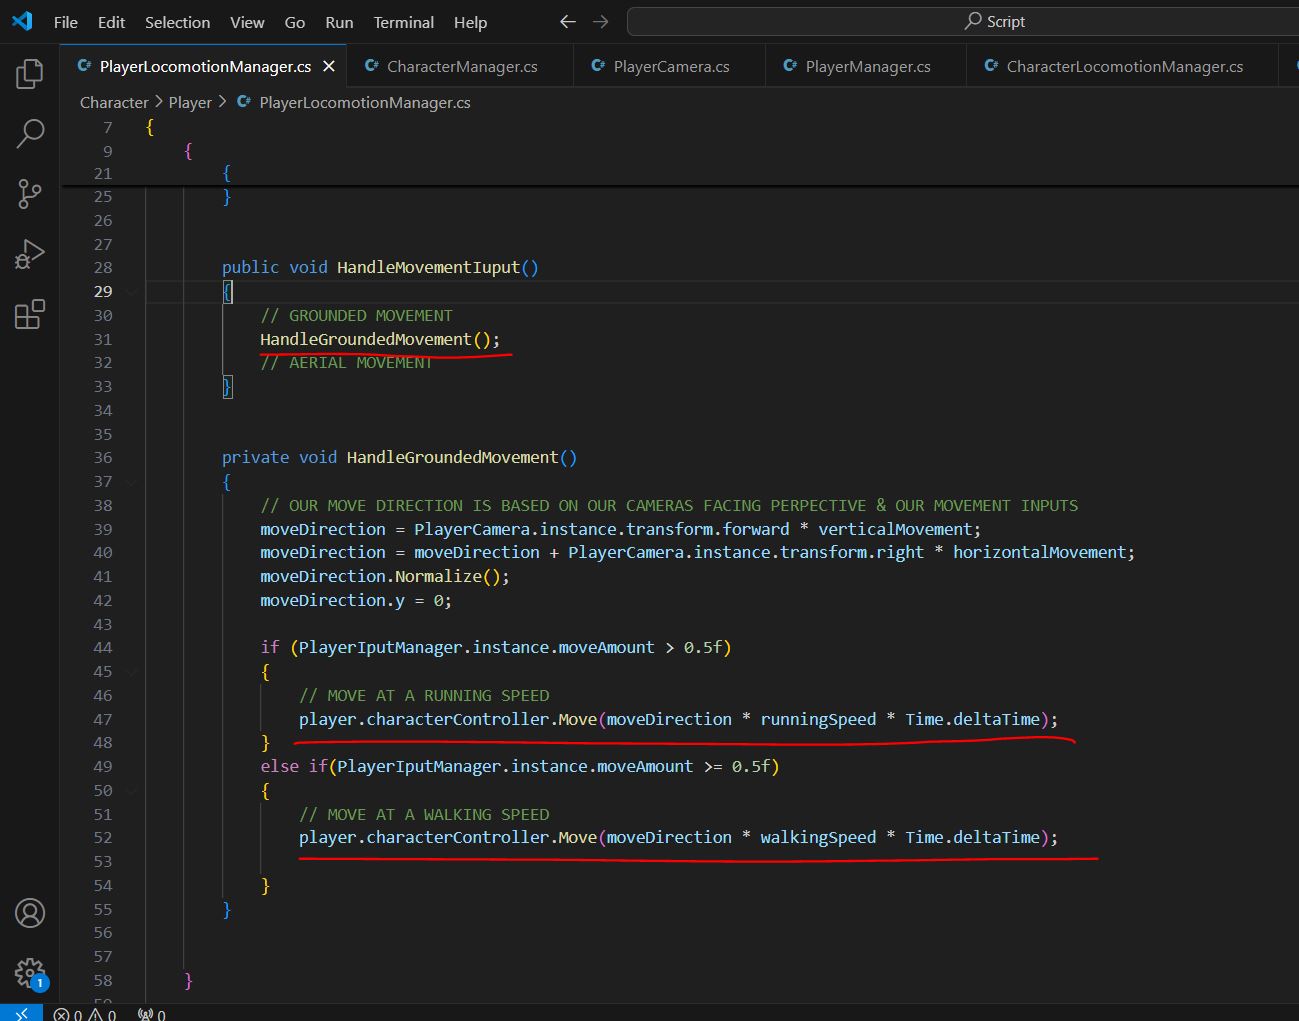 File Edit Selection View Go Run Terminal Help Script
C# PlayerLocomotionManager.cs C# CharacterManager.cs C# PlayerCamera.cs C# PlayerManager.cs C# CharacterLocomotionManager.cs
Character > Player > C# PlayerLocomotionManager.cs
7 {
9 {
21 {
25 }
26
27
28 public void HandleMovementIuput()
29 {
30 // GROUNDED MOVEMENT
31 HandleGroundedMovement();
32 // AERIAL MOVEMENT
33 }
34
35
36 private void HandleGroundedMovement()
37 {
38 // OUR MOVE DIRECTION IS BASED ON OUR CAMERAS FACING PERPECTIVE & OUR MOVEMENT INPUTS
39 moveDirection = PlayerCamera.instance.transform.forward * verticalMovement;
40 moveDirection = moveDirection + PlayerCamera.instance.transform.right * horizontalMovement;
41 moveDirection.Normalize();
42 moveDirection.y = 0;
43
44 if (PlayerIputManager.instance.moveAmount > 0.5f)
45 {
46 // MOVE AT A RUNNING SPEED
47 player.characterController.Move(moveDirection * runningSpeed * Time.deltaTime);
48 }
49 else if(PlayerIputManager.instance.moveAmount >= 0.5f)
50 {
51 // MOVE AT A WALKING SPEED
52 player.characterController.Move(moveDirection * walkingSpeed * Time.deltaTime);
53
54 }
55 }
56
57
58 }
1
0 0 0